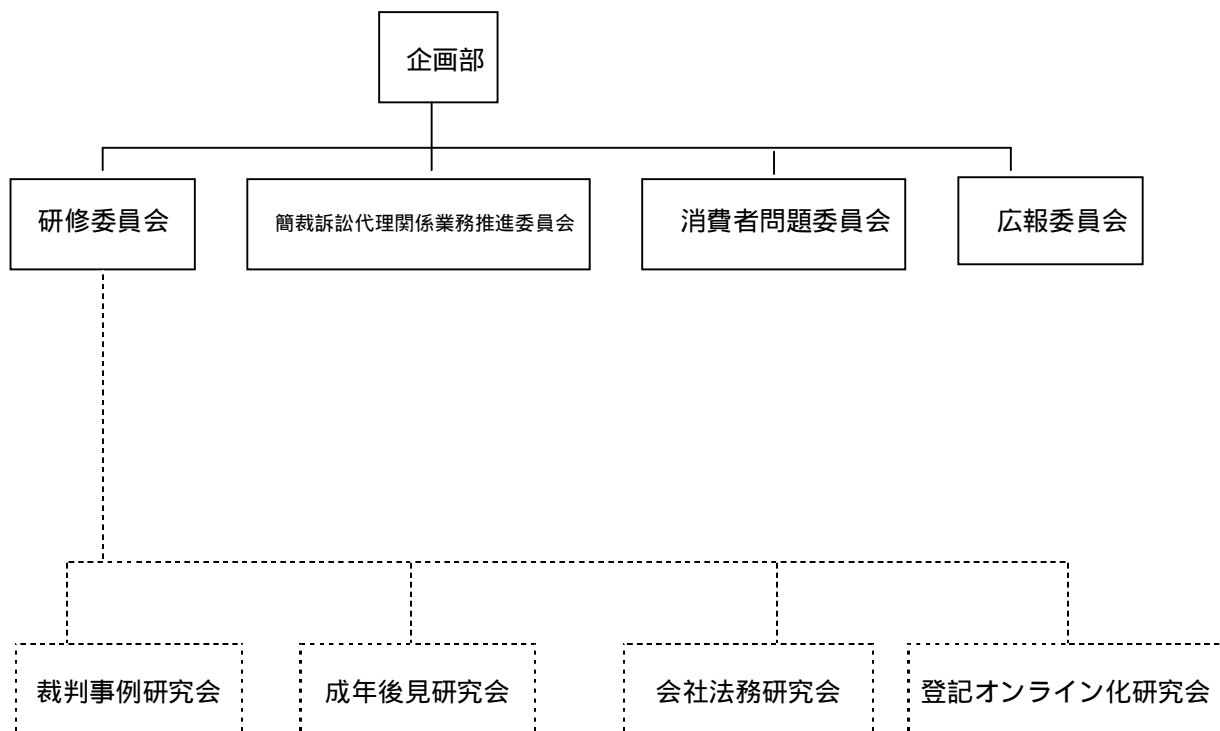 企画部
研修委員会
簡裁訴訟代理関係業務推進委員会
消費者問題委員会
広報委員会
裁判事例研究会
成年後見研究会
会社法務研究会
登記オンライン化研究会